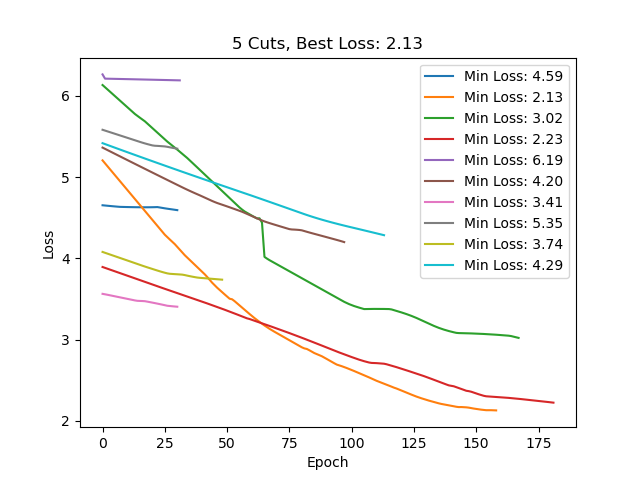 5 Cuts, Best Loss: 2.13
Loss
6
5
4
3
2
Min Loss: 4.59
Min Loss: 2.13
Min Loss: 3.02
Min Loss: 2.23
Min Loss: 6.19
Min Loss: 4.20
Min Loss: 3.41
Min Loss: 5.35
Min Loss: 3.74
Min Loss: 4.29
0 25 50 75 100 125 150 175
Epoch